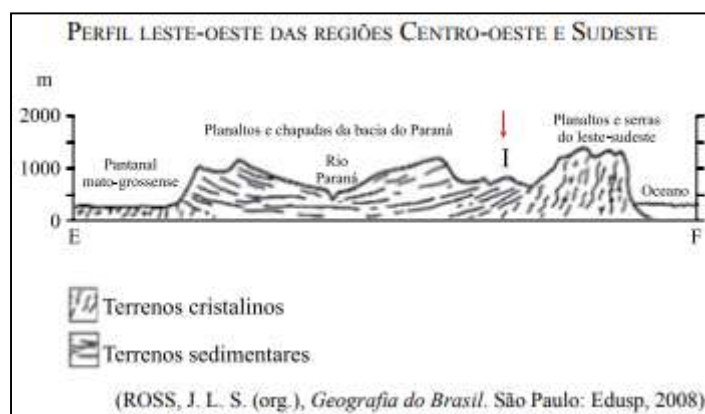 PERFIL LESTE-OESTE DAS REGIÕES CENTRO-OESTE E SUDESTE
m
2000
1000
0
Planaltos e chapadas da bacia do Paraná
Planaltos e serras
do leste-sudeste
I
Pantanal
mato-grossense
Rio
Paraná
Oceano
E
F
Terrenos cristalinos
Terrenos sedimentares
(ROSS, J. L. S. (org.), Geografia do Brasil. São Paulo: Edusp, 2008)